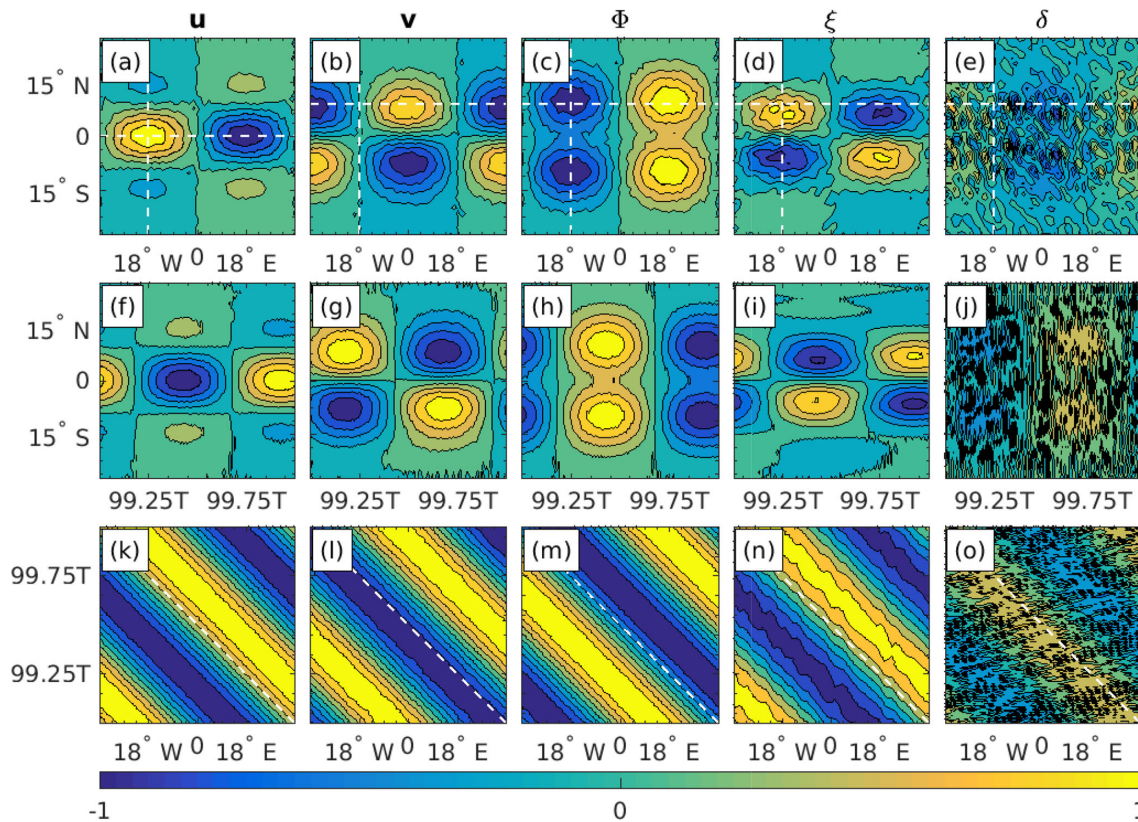 u v Φ ξ δ
(a) (b) (c) (d) (e)
15° N
0
15° S
18° W 0 18° E 18° W 0 18° E 18° W 0 18° E 18° W 0 18° E 18° W 0 18° E
(f) (g) (h) (i) (j)
15° N
0
15° S
99.25T 99.75T 99.25T 99.75T 99.25T 99.75T 99.25T 99.75T 99.25T 99.75T
(k) (l) (m) (n) (o)
99.75T
99.25T
18° W 0 18° E 18° W 0 18° E 18° W 0 18° E 18° W 0 18° E 18° W 0 18° E
-1 0 1